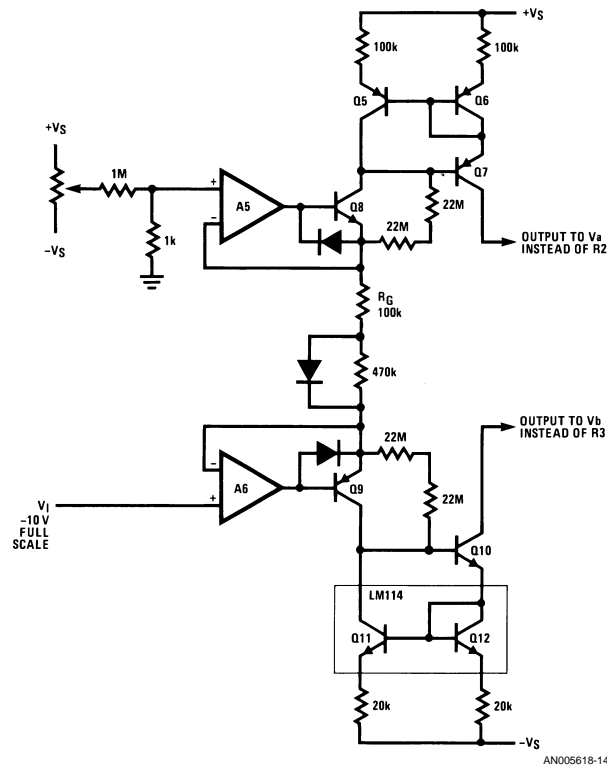 +VS
100k
100k
Q5
Q6
+VS
1M
A5
+
-
Q8
Q7
22M
22M
-VS
1k
OUTPUT TO Va
INSTEAD OF R2
RG
100k
470k
OUTPUT TO Vb
INSTEAD OF R3
22M
-
A6
+
Q9
22M
VI
–10 V
FULL
SCALE
Q10
LM114
Q11
Q12
20k
20k
-VS
AN005618-14